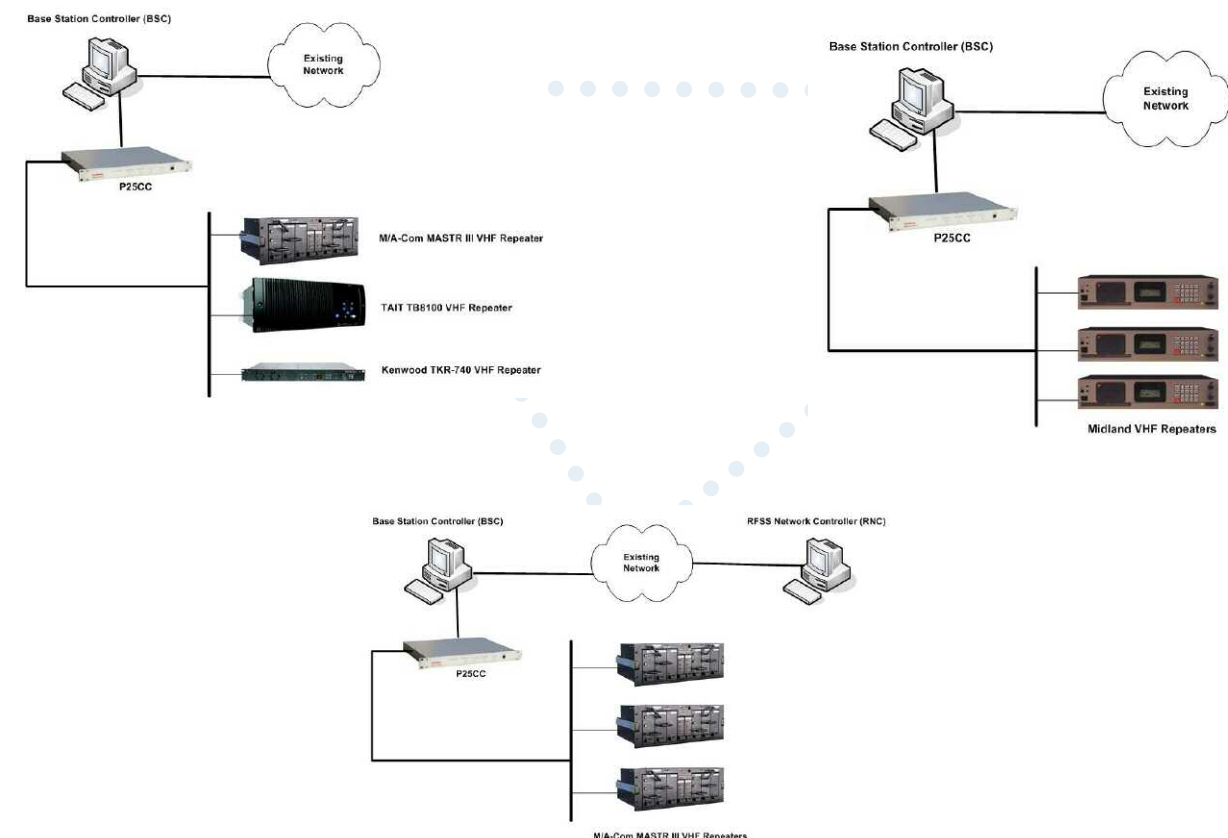 Base Station Controller (BSC)
Existing
Network
P25CC
M/A-Com MASTR III VHF Repeater
TAIT TB8100 VHF Repeater
Kenwood TKR-740 VHF Repeater
Base Station Controller (BSC)
Existing
Network
P25CC
Midland VHF Repeaters
Base Station Controller (BSC)
Existing
Network
RFSS Network Controller (RNC)
P25CC
M/A-Com MASTR III VHF Repeaters